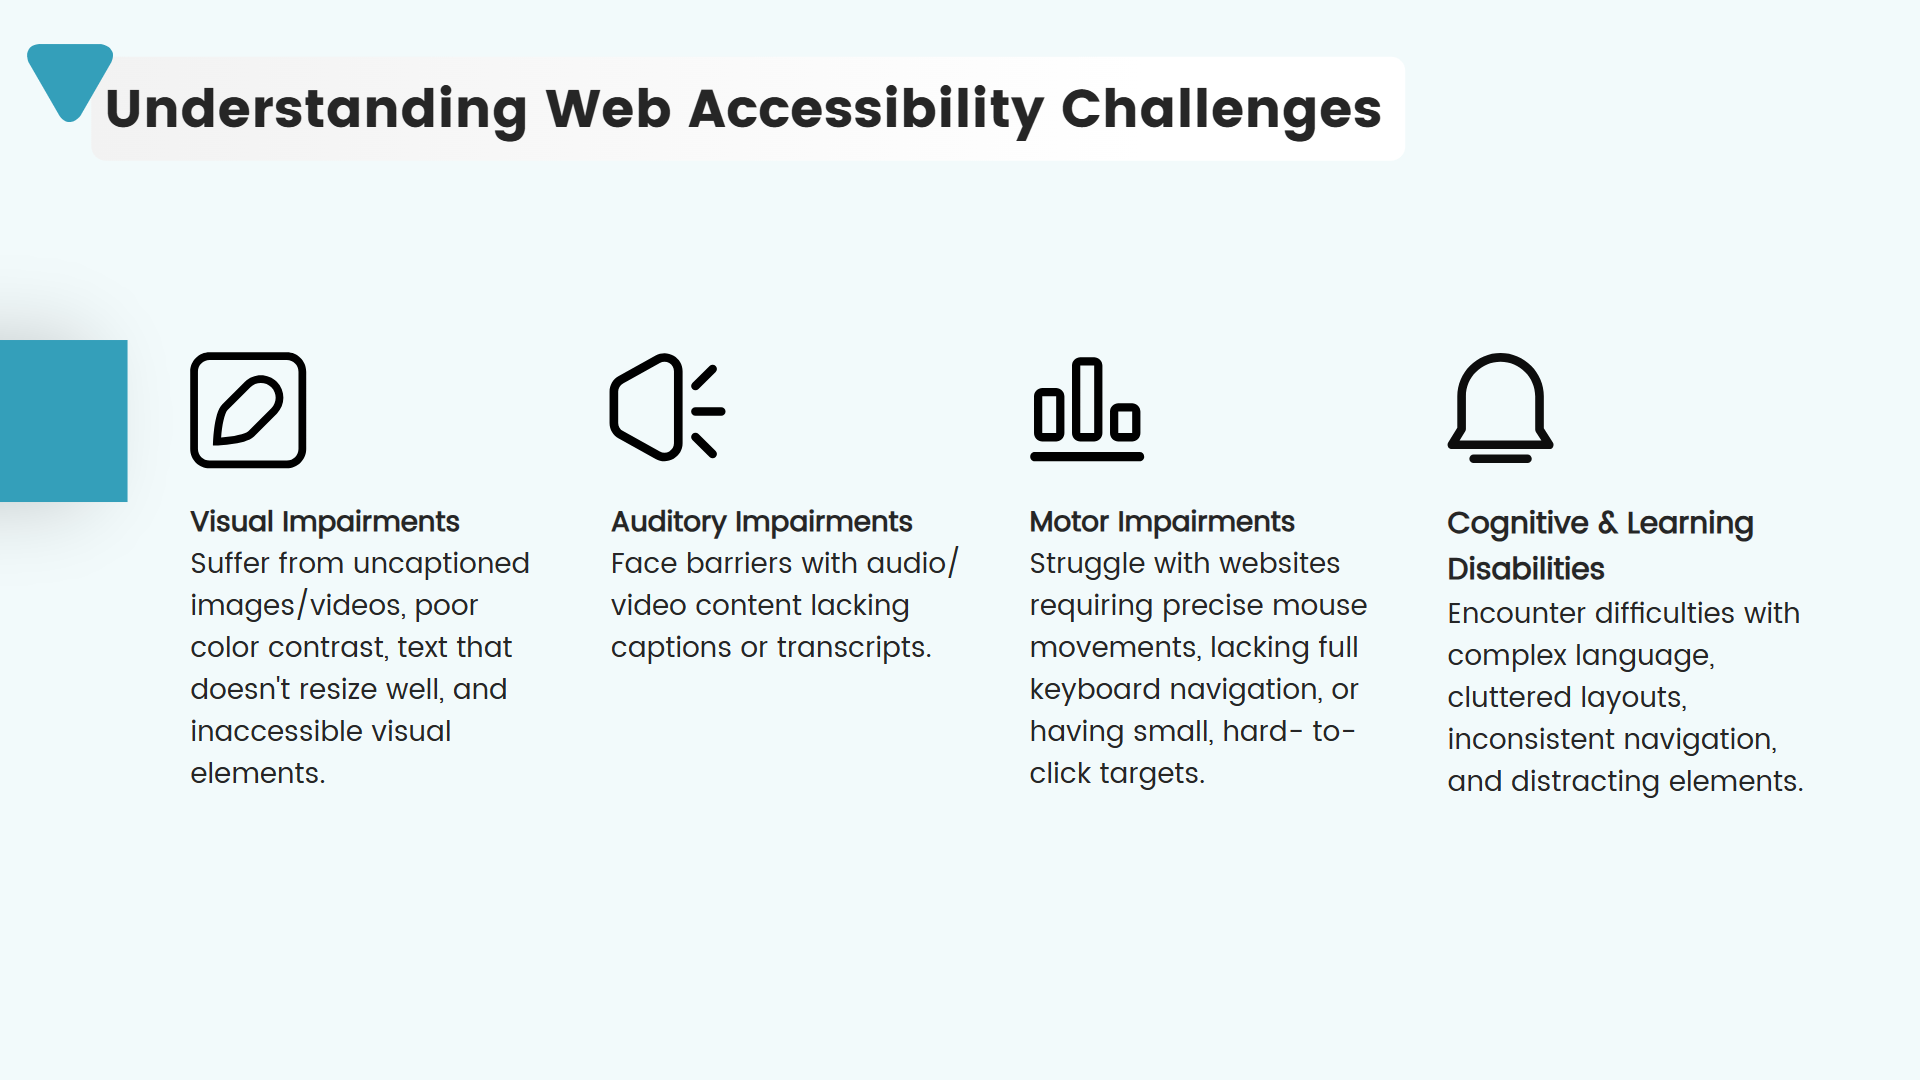 Understanding Web Accessibility Challenges
Visual Impairments
Suffer from uncaptioned
images/videos, poor
color contrast, text that
doesn't resize well, and
inaccessible visual
elements.
Auditory Impairments
Face barriers with audio/
video content lacking
captions or transcripts.
Motor Impairments
Struggle with websites
requiring precise mouse
movements, lacking full
keyboard navigation, or
having small, hard- to-
click targets.
Cognitive & Learning
Disabilities
Encounter difficulties with
complex language,
cluttered layouts,
inconsistent navigation,
and distracting elements.